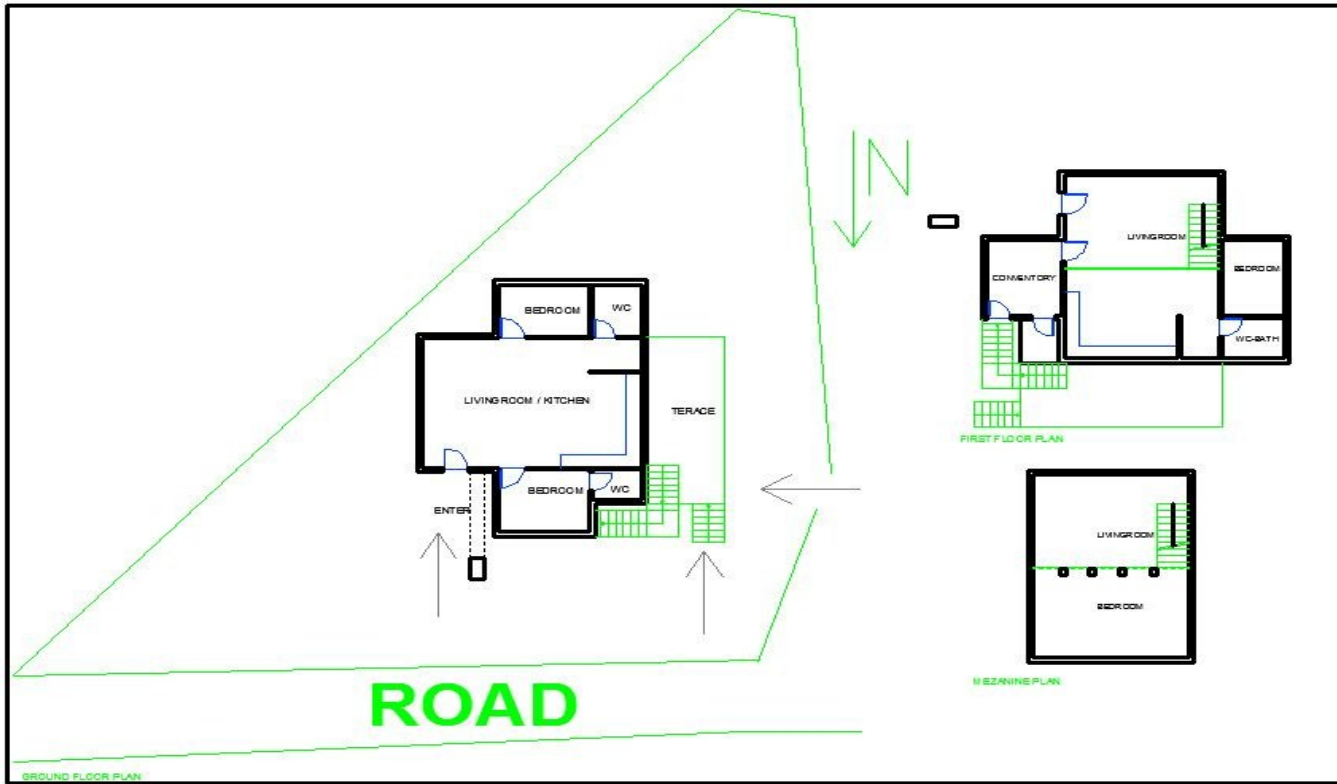 N
BEDROOM
WC
LIVINGROOM / KITCHEN
TERACE
BEDROOM
WC
ENTER
ROAD
GROUND FLOOR PLAN
LIVINGROOM
CONVENTORY
BEDROOM
WC-BATH
FIRST FLOOR PLAN
LIVINGROOM
BEDROOM
MEZANINE PLAN